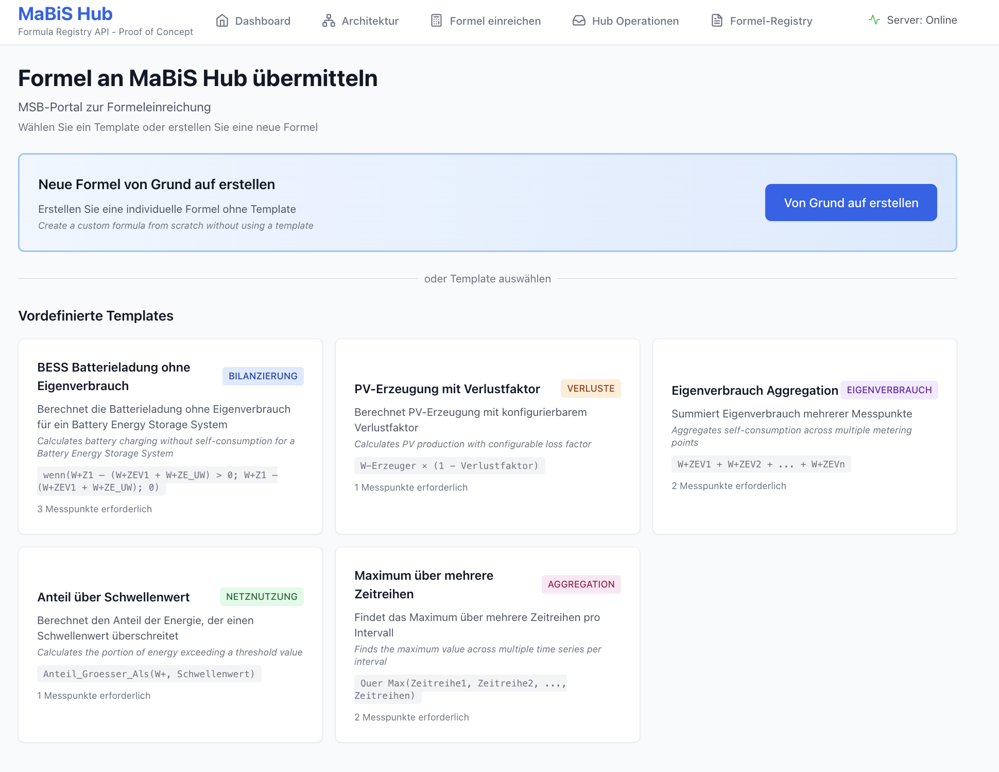 MaBiS Hub
Formula Registry API - Proof of Concept
Dashboard
Architektur
Formel einreichen
Hub Operationen
Formel-Registry
Server: Online
Formel an MaBiS Hub übermitteln
MSB-Portal zur Formeleinreichung
Wählen Sie ein Template oder erstellen Sie eine neue Formel
Neue Formel von Grund auf erstellen
Erstellen Sie eine individuelle Formel ohne Template
Create a custom formula from scratch without using a template
Von Grund auf erstellen
oder Template auswählen
Vordefinierte Templates
BESS Batterieladung ohne
Eigenverbrauch
BILANZIERUNG
Berechnet die Batterieladung ohne Eigenverbrauch
für ein Battery Energy Storage System
Calculates battery charging without self-consumption for a
Battery Energy Storage System
wenn(W+Z1 – (W+ZEV1 + W+ZE_UW) > 0; W+Z1 –
(W+ZEV1 + W+ZE_UW); 0)
3 Messpunkte erforderlich
PV-Erzeugung mit Verlustfaktor
VERLUSTE
Berechnet PV-Erzeugung mit konfigurierbarem
Verlustfaktor
Calculates PV production with configurable loss factor
W–Erzeuger × (1 – Verlustfaktor)
1 Messpunkte erforderlich
Eigenverbrauch Aggregation
EIGENVERBRAUCH
Summiert Eigenverbrauch mehrerer Messpunkte
Aggregates self-consumption across multiple metering
points
W+ZEV1 + W+ZEV2 + ... + W+ZEVn
2 Messpunkte erforderlich
Anteil über Schwellenwert
NETZNUTZUNG
Berechnet den Anteil der Energie, der einen
Schwellenwert überschreitet
Calculates the portion of energy exceeding a threshold value
Anteil_Groesser_Als(W+, Schwellenwert)
1 Messpunkte erforderlich
Maximum über mehrere
Zeitreihen
AGGREGATION
Findet das Maximum über mehrere Zeitreihen pro
Intervall
Finds the maximum value across multiple time series per
interval
Quer Max(Zeitreihe1, Zeitreihe2, ...,
Zeitreihen)
2 Messpunkte erforderlich